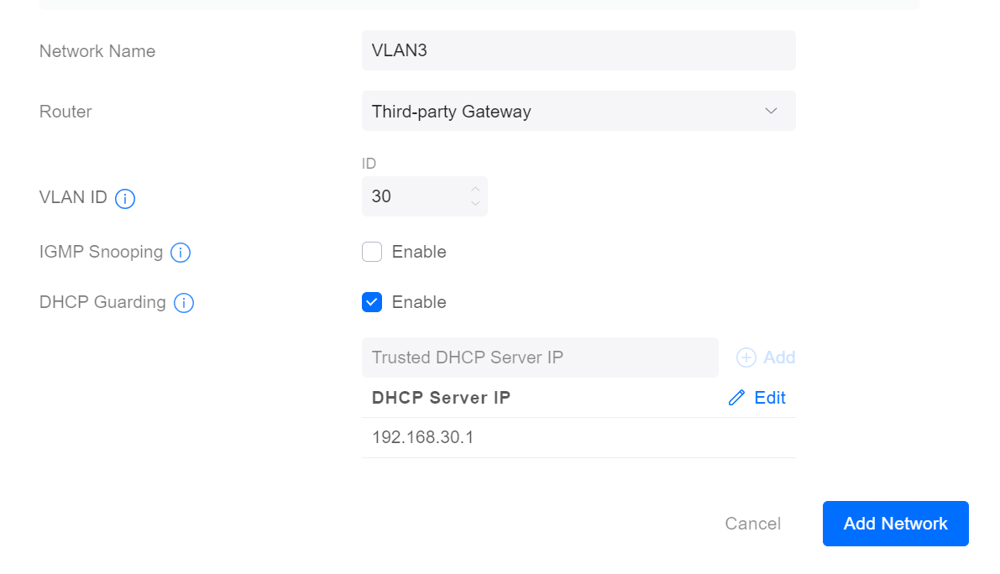 Network Name
VLAN3
Router
Third-party Gateway
ID
VLAN ID
30
IGMP Snooping
Enable
DHCP Guarding
Enable
Trusted DHCP Server IP
Add
DHCP Server IP
Edit
192.168.30.1
Cancel
Add Network